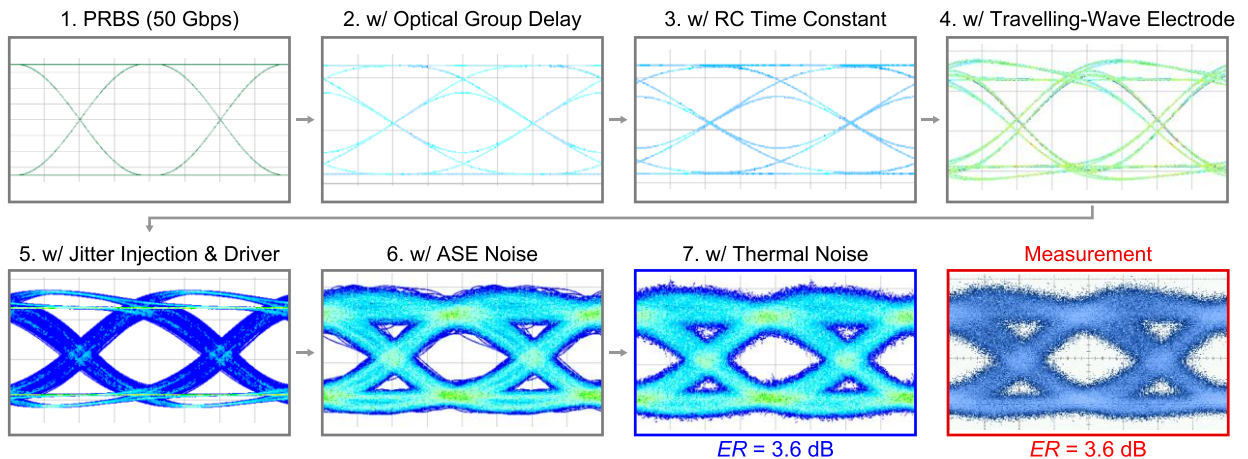 1. PRBS (50 Gbps)
2. w/ Optical Group Delay
3. w/ RC Time Constant
4. w/ Travelling-Wave Electrode
5. w/ Jitter Injection & Driver
6. w/ ASE Noise
7. w/ Thermal Noise
Measurement
ER = 3.6 dB
ER = 3.6 dB